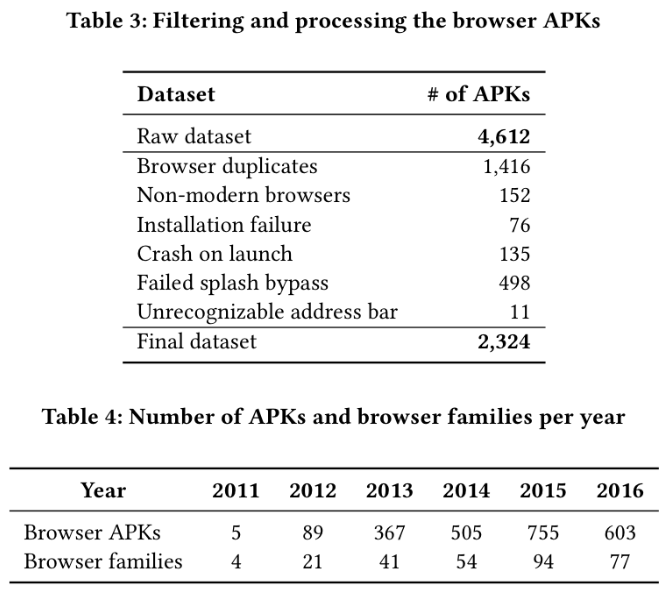 Table 3: Filtering and processing the browser APKs
Dataset # of APKs
Raw dataset 4,612
Browser duplicates 1,416
Non-modern browsers 152
Installation failure 76
Crash on launch 135
Failed splash bypass 498
Unrecognizable address bar 11
Final dataset 2,324
Table 4: Number of APKs and browser families per year
Year 2011 2012 2013 2014 2015 2016
Browser APKs 5 89 367 505 755 603
Browser families 4 21 41 54 94 77